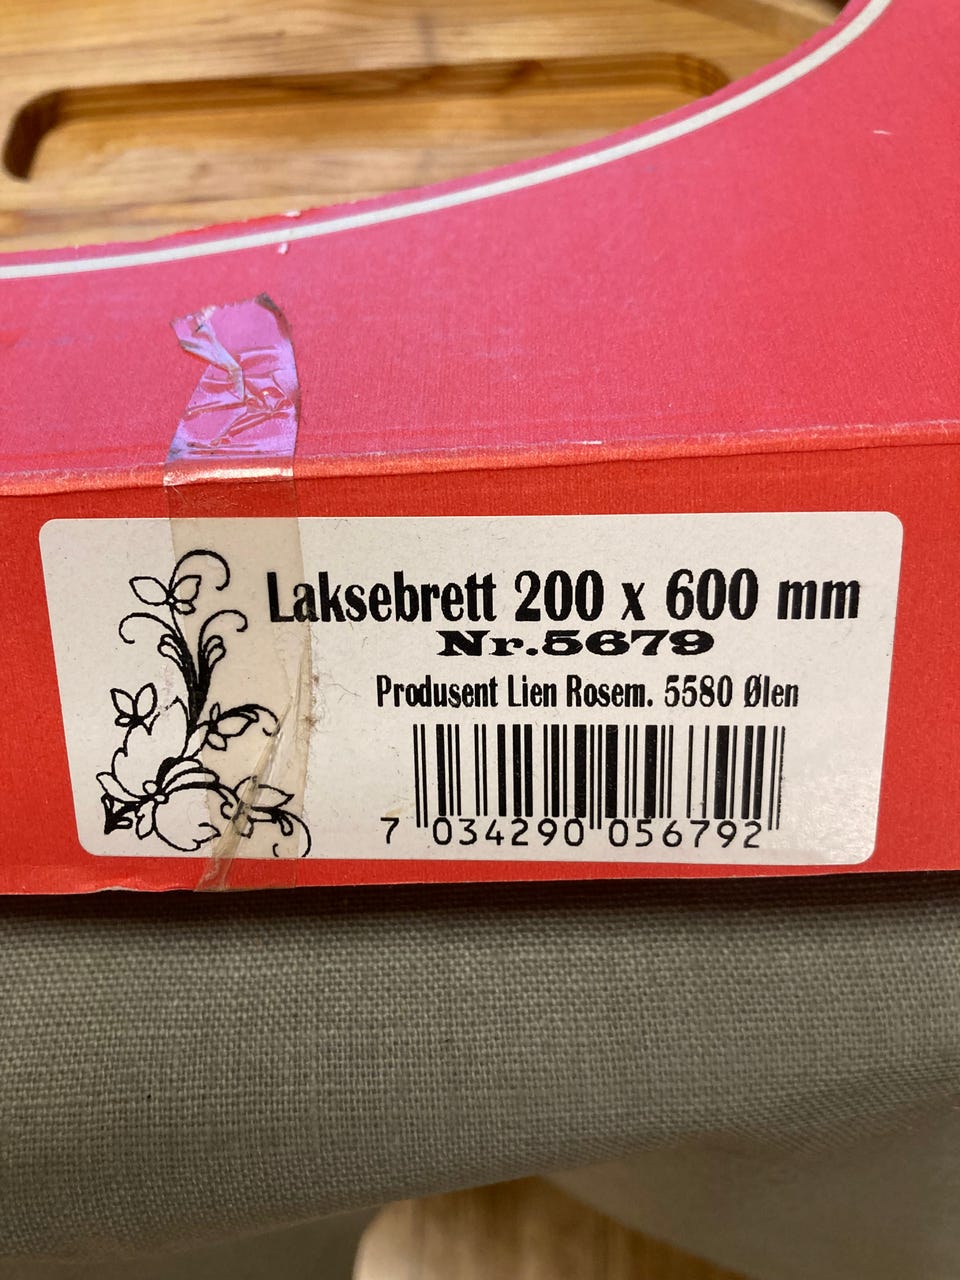 Laksebrett 200 x 600 mm
Nr.5679
Produsent Lien Rosem. 5580 Ølen
7 034290 056792